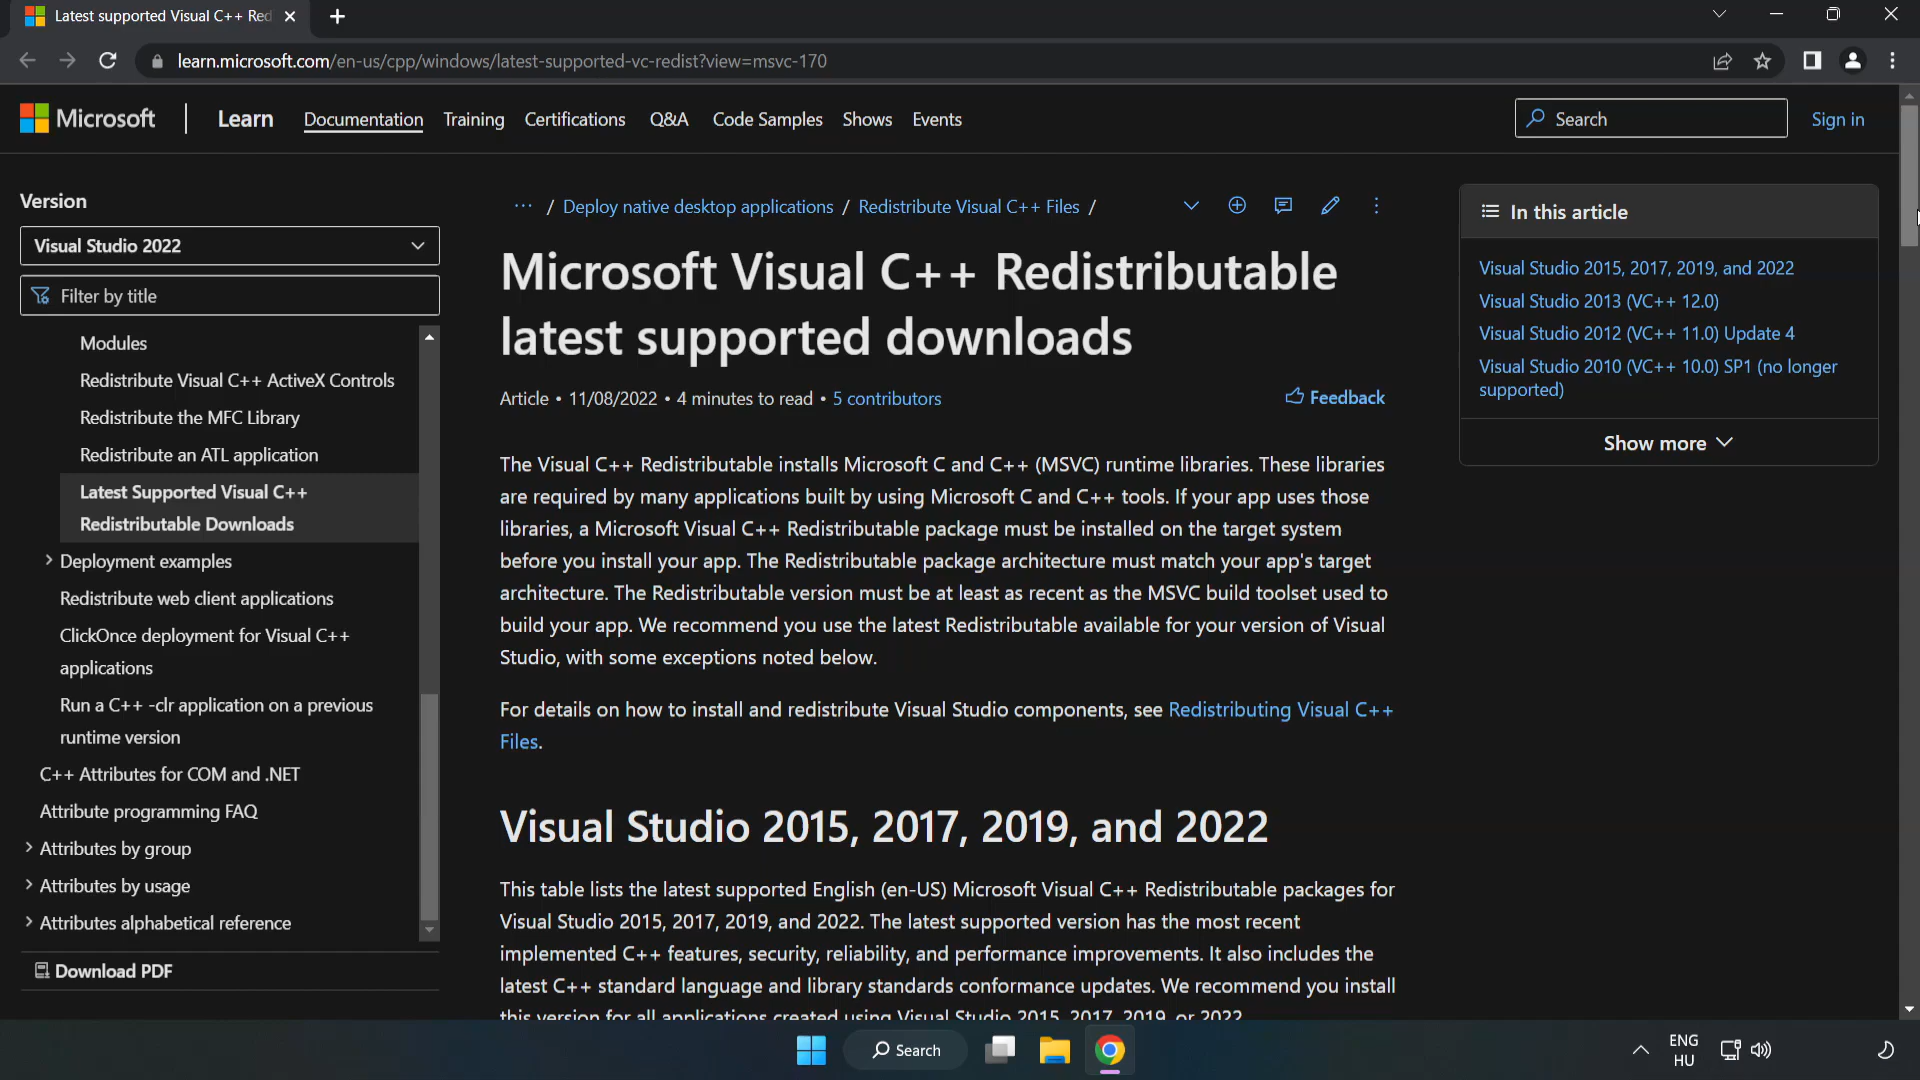 Latest supported Visual C++ Red
learn.microsoft.com/en-us/cpp/windows/latest-supported-vc-redist?view=msvc-170
Microsoft
Learn
Documentation
Training
Certifications
Q&A
Code Samples
Shows
Events
Search
Sign in
Version
Visual Studio 2022
Filter by title
Modules
Redistribute Visual C++ ActiveX Controls
Redistribute the MFC Library
Redistribute an ATL application
Latest Supported Visual C++
Redistributable Downloads
Deployment examples
Redistribute web client applications
ClickOnce deployment for Visual C++
applications
Run a C++ -clr application on a previous
runtime version
C++ Attributes for COM and .NET
Attribute programming FAQ
Attributes by group
Attributes by usage
Attributes alphabetical reference
Download PDF
... / Deploy native desktop applications / Redistribute Visual C++ Files /
Microsoft Visual C++ Redistributable
latest supported downloads
Article • 11/08/2022 • 4 minutes to read • 5 contributors
Feedback
The Visual C++ Redistributable installs Microsoft C and C++ (MSVC) runtime libraries. These libraries
are required by many applications built by using Microsoft C and C++ tools. If your app uses those
libraries, a Microsoft Visual C++ Redistributable package must be installed on the target system
before you install your app. The Redistributable package architecture must match your app's target
architecture. The Redistributable version must be at least as recent as the MSVC build toolset used to
build your app. We recommend you use the latest Redistributable available for your version of Visual
Studio, with some exceptions noted below.
For details on how to install and redistribute Visual Studio components, see Redistributing Visual C++
Files.
Visual Studio 2015, 2017, 2019, and 2022
This table lists the latest supported English (en-US) Microsoft Visual C++ Redistributable packages for
Visual Studio 2015, 2017, 2019, and 2022. The latest supported version has the most recent
implemented C++ features, security, reliability, and performance improvements. It also includes the
latest C++ standard language and library standards conformance updates. We recommend you install
this version for all applications created using Visual Studio 2015, 2017, 2019, or 2022.
In this article
Visual Studio 2015, 2017, 2019, and 2022
Visual Studio 2013 (VC++ 12.0)
Visual Studio 2012 (VC++ 11.0) Update 4
Visual Studio 2010 (VC++ 10.0) SP1 (no longer
supported)
Show more
Search
ENG
HU